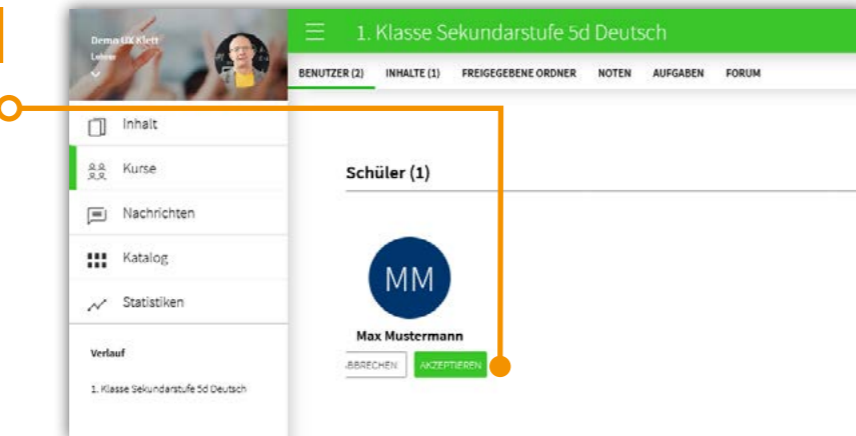 Demo UX Klett
Lehrer
Inhalt
Kurse
Nachrichten
Katalog
Statistiken
Verlauf
1. Klasse Sekundarstufe 5d Deutsch
1. Klasse Sekundarstufe 5d Deutsch
BENUTZER (2) INHALTE (1) FREIGEGEBENE ORDNER NOTEN AUFGABEN FORUM
Schüler (1)
MM
Max Mustermann
ABBRECHEN AKZEPTIEREN